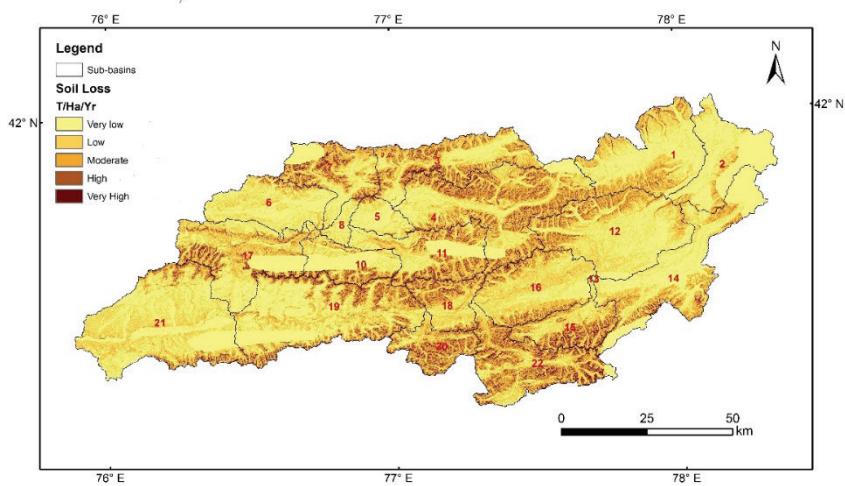 76° E 77° E 78° E
Legend
Sub-basins
Soil Loss
T/Ha/Yr
Very low
Low
Moderate
High
Very High
N
42° N
42° N
1
2
6
8
5
4
12
17
10
11
13
14
16
19
18
21
15
20
22
0 25 50
km
76° E 77° E 78° E